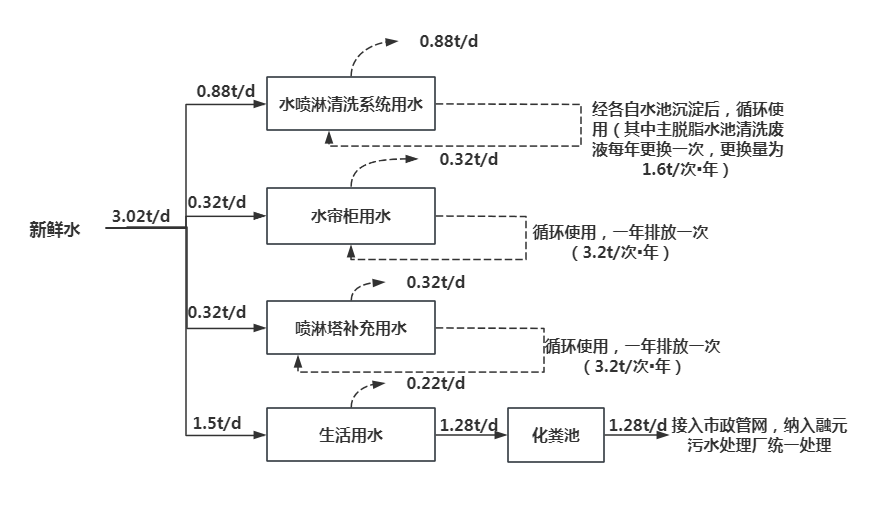 0.88t/d
0.88t/d
水喷淋清洗系统用水
经各自水池沉淀后，循环使
用（其中主脱脂水池清洗废
液每年更换一次，更换量为
1.6t/次·年）
0.32t/d
0.32t/d
水帘柜用水
3.02t/d
新鲜水
循环使用，一年排放一次
（3.2t/次·年）
0.32t/d
0.32t/d
喷淋塔补充用水
循环使用，一年排放一次
（3.2t/次·年）
0.22t/d
1.5t/d
生活用水
1.28t/d
化粪池
1.28t/d
接入市政管网，纳入融元
污水处理厂统一处理